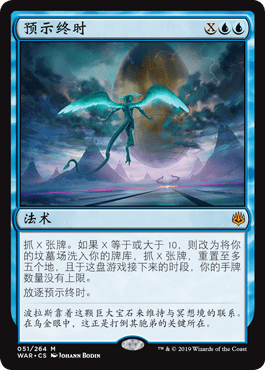 预示终时 X
法术
抓X张牌。如果X等于或大于10，则改为将你
的坟墓场洗入你的牌库，抓X张牌，重置至多
五个地，且于这盘游戏接下来的时段，你的手牌
数量没有上限。
放逐预示终时。
波拉斯靠着这颗巨大宝石来维持与冥想境的联系。
在乌金眼中，这正是打倒其胞弟的关键所在。
051/264 M
WAR • CS Johann Bodin
™ & © 2019 Wizards of the Coast